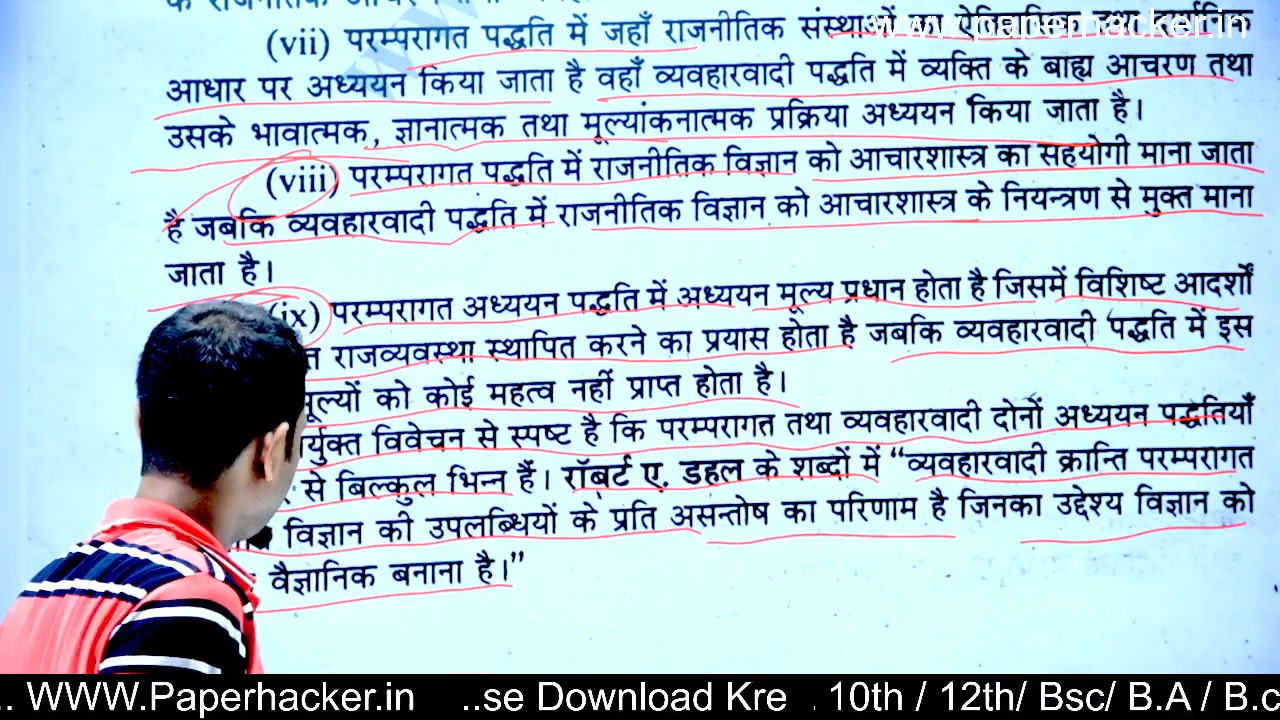 www.paperhacker.in
(vii) परम्परागत पद्धति में जहाँ राजनीतिक संस्थाओं का ऐतिहासिक तथा
आधार पर अध्ययन किया जाता है वहाँ व्यवहारवादी पद्धति में व्यक्ति के बाह्य आचरण तथा
उसके भावात्मक, ज्ञानात्मक तथा मूल्यांकनात्मक प्रक्रिया अध्ययन किया जाता है।
(viii) परम्परागत पद्धति में राजनीतिक विज्ञान को आचारशास्त्र का सहयोगी माना जाता
है जबकि व्यवहारवादी पद्धति में राजनीतिक विज्ञान को आचारशास्त्र के नियन्त्रण से मुक्त माना
जाता है।
(ix) परम्परागत अध्ययन पद्धति में अध्ययन मूल्य प्रधान होता है जिसमें विशिष्ट आदर्शों
राजव्यवस्था स्थापित करने का प्रयास होता है जबकि व्यवहारवादी पद्धति में इस
मूल्यों को कोई महत्व नहीं प्राप्त होता है।
विवेचन से स्पष्ट है कि परम्परागत तथा व्यवहारवादी दोनों अध्ययन पद्धतियाँ
से बिल्कुल भिन्न हैं। रॉबर्ट ए. डहल के शब्दों में “व्यवहारवादी क्रान्ति परम्परागत
विज्ञान की उपलब्धियों के प्रति असन्तोष का परिणाम है जिनका उद्देश्य विज्ञान को
वैज्ञानिक बनाना है।”
.. WWW.Paperhacker.in ..se Download Kre . 10th / 12th/ Bsc/ B.A / B.c